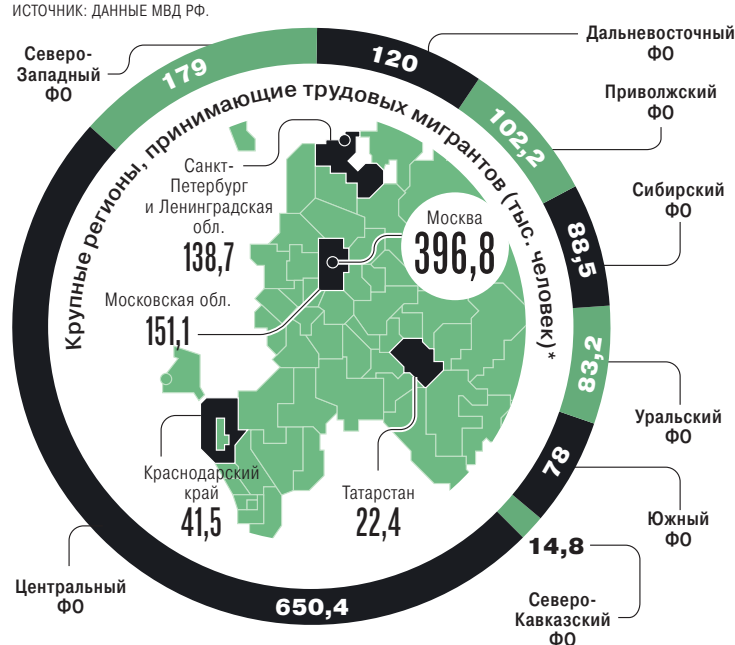 ИСТОЧНИК: ДАННЫЕ МВД РФ.
Крупные регионы, принимающие трудовых мигрантов (тыс. человек)*
Северо-
Западный
ФО
179
120
Дальневосточный
ФО
102,2
Приволжский
ФО
88,5
Сибирский
ФО
83,2
Уральский
ФО
78
Южный
ФО
14,8
Северо-
Кавказский
ФО
650,4
Центральный
ФО
Санкт-
Петербург
и Ленинградская
обл.
138,7
Москва
396,8
Московская обл.
151,1
Краснодарский
край
41,5
Татарстан
22,4